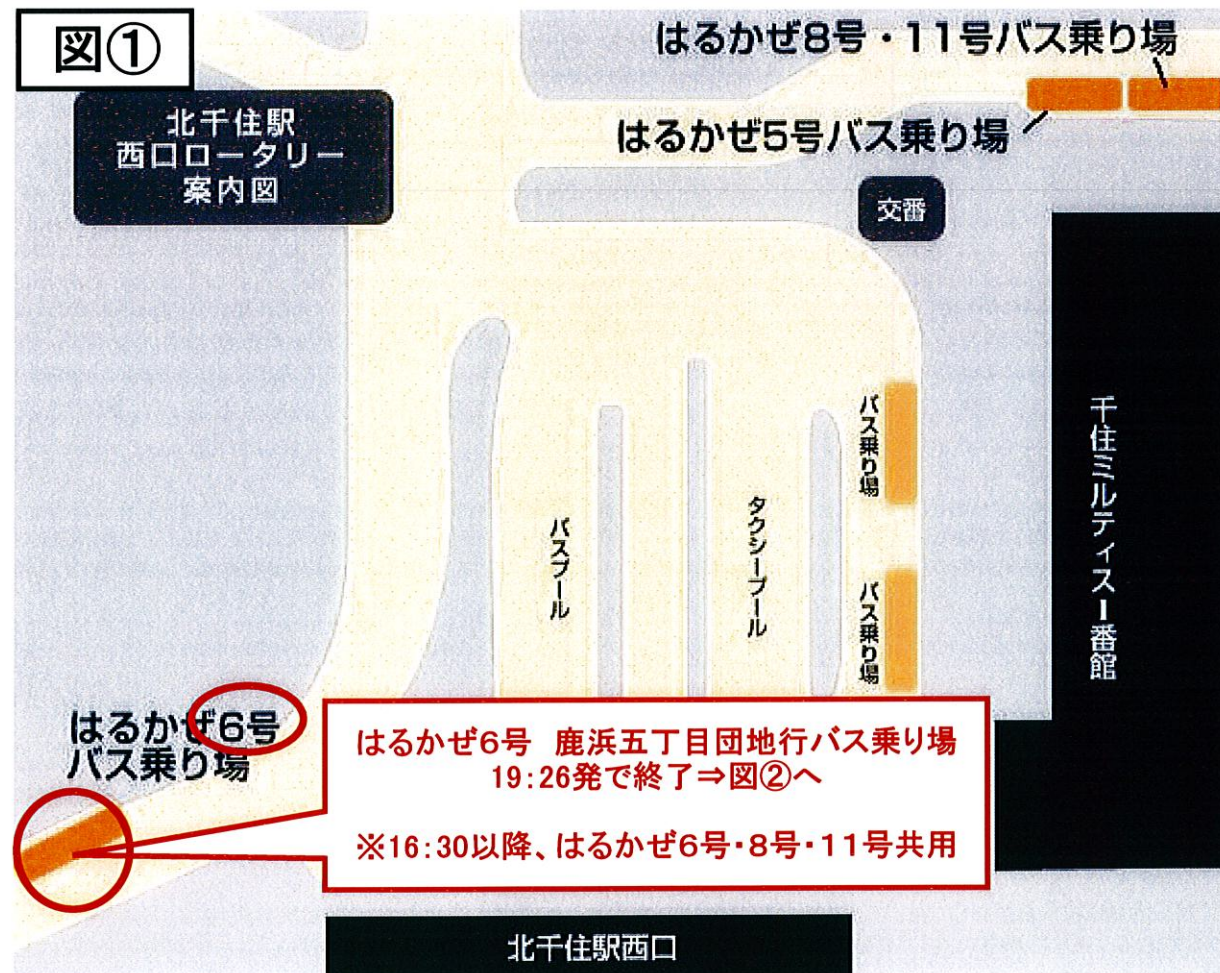 図①
はるかぜ8号・11号バス乗り場
北千住駅
西口ロータリー
案内図
はるかぜ5号バス乗り場
交番
バス乗り場
千住ミルディスⅠ番館
バスプール
タクシープール
バス乗り場
はるかぜ6号
バス乗り場
はるかぜ6号 鹿浜五丁目団地行バス乗り場
19:26発で終了⇒図②へ
※16:30以降、はるかぜ6号・8号・11号共用
北千住駅西口